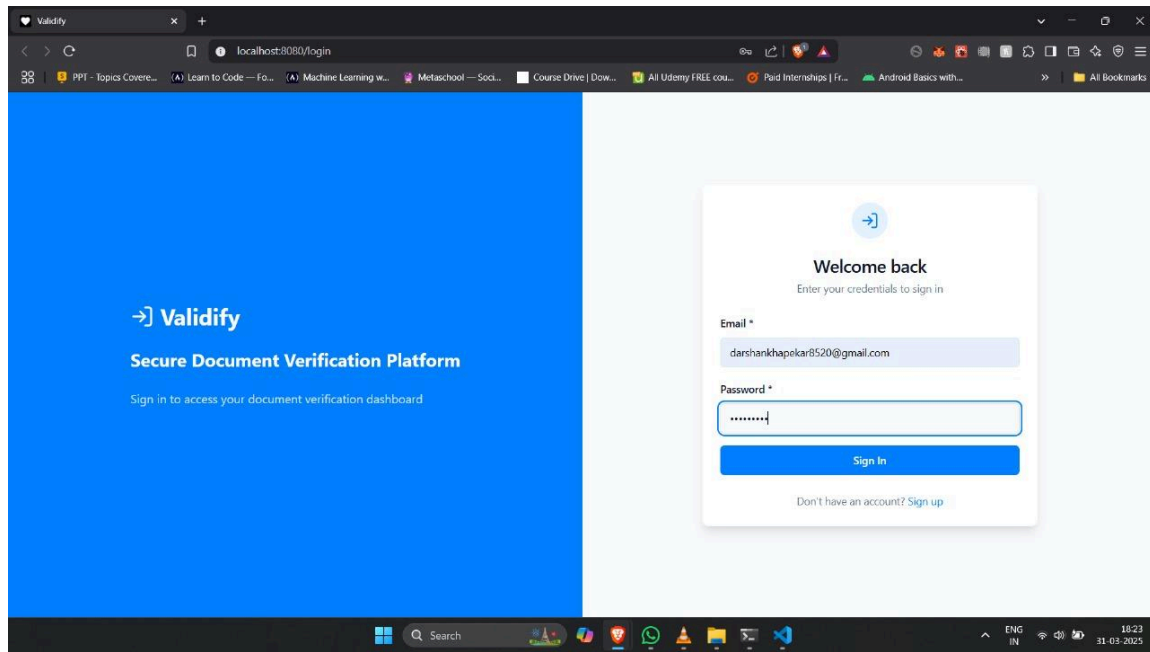 Validify
localhost:8080/login
PPT - Topics Covere...
Learn to Code — Fo...
Machine Learning w...
Metaschool — Soci...
Course Drive | Dow...
All Udemy FREE cou...
Paid Internships | Fr...
Android Basics with...
»
All Bookmarks
Validify
Secure Document Verification Platform
Sign in to access your document verification dashboard
Welcome back
Enter your credentials to sign in
Email *
darshankhapekar8520@gmail.com
Password *
•••••••••
Sign In
Don't have an account? Sign up
Search
ENG
IN
18:23
31-03-2025